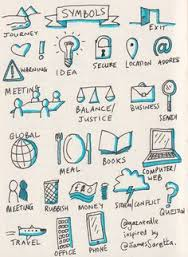 SYMBOLS
JOURNEY
EXIT
WARNING
IDEA
SECURE
LOCATION
ADDRESS
MEETING
BALANCE/
JUSTICE
BUSINESS
SEARCH
GLOBAL
MEAL
BOOKS
COMPUTER/
WEB
MEETING
RUBBISH
MONEY
STORM/CONFLICT
?
QUESTION
TRAVEL
OFFICE
PHONE
inspired by